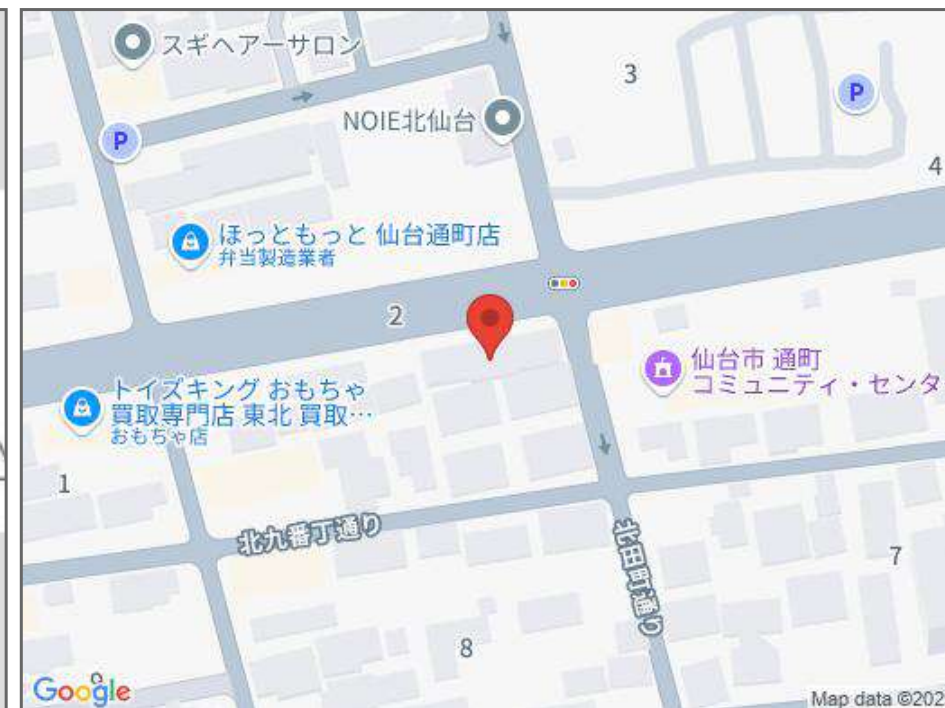 スギヘアーサロン
3
P
NOIE北仙台
P
4
ほっともっと 仙台通町店
弁当製造業者
2
仙台市 通町
コミュニティ・センタ
トイズキング おもちゃ
買取専門店 東北 買取…
おもちゃ店
1
北九番丁通り
北田町通り
7
8
9
Google
Map data ©202